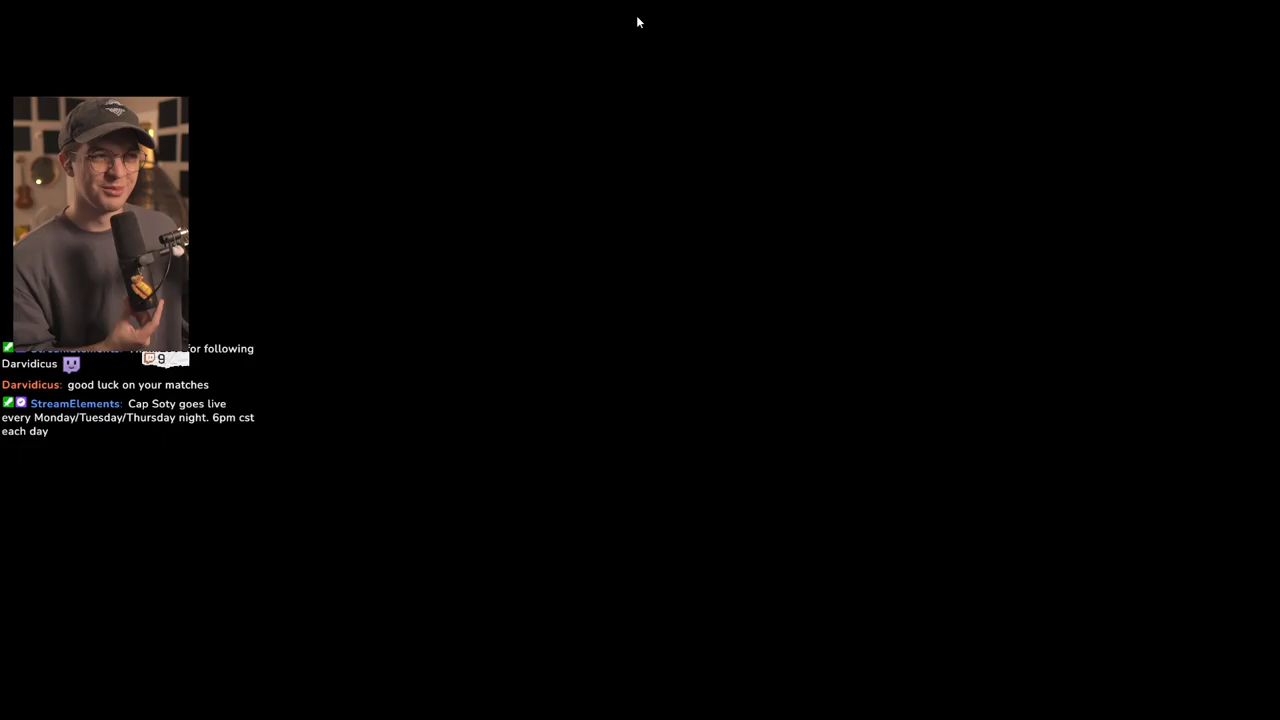 for following
Darvidicus
9
Darvidicus: good luck on your matches
StreamElements: Cap Soty goes live
every Monday/Tuesday/Thursday night. 6pm cst
each day